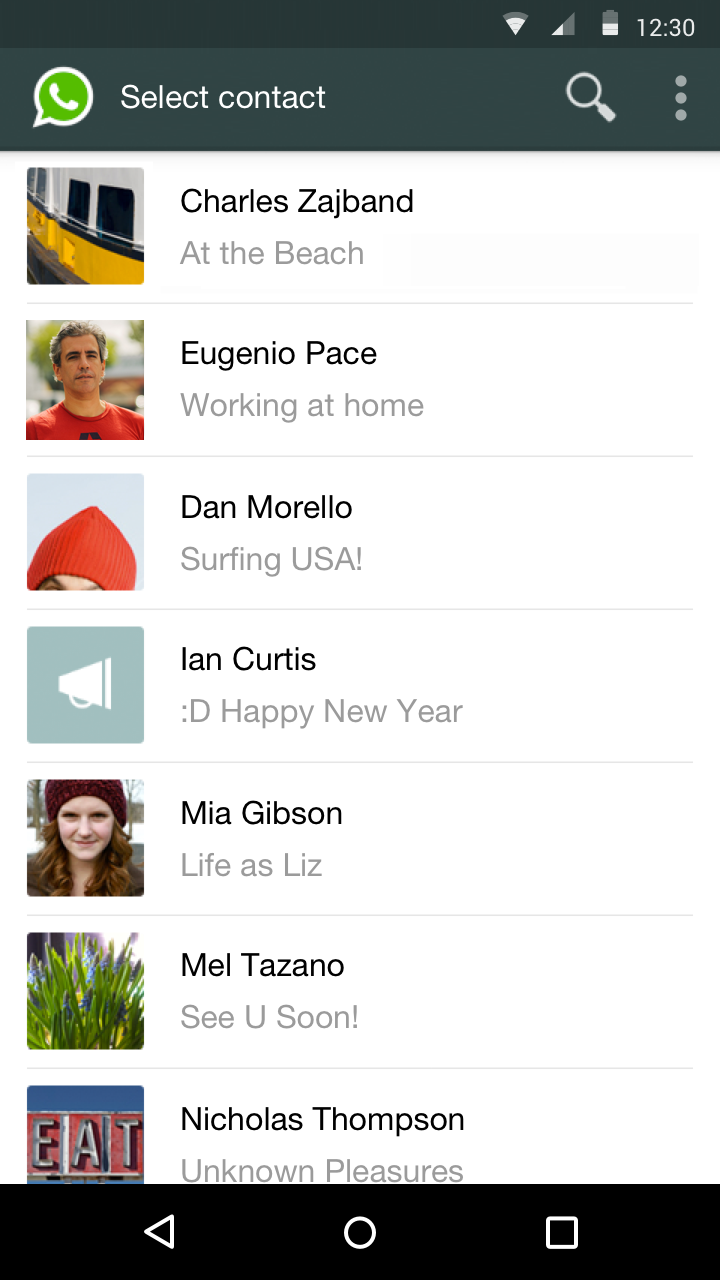 12:30
Select contact
Charles Zajband
At the Beach
Eugenio Pace
Working at home
Dan Morello
Surfing USA!
Ian Curtis
:D Happy New Year
Mia Gibson
Life as Liz
Mel Tazano
See U Soon!
EAT
Nicholas Thompson
Unknown Pleasures